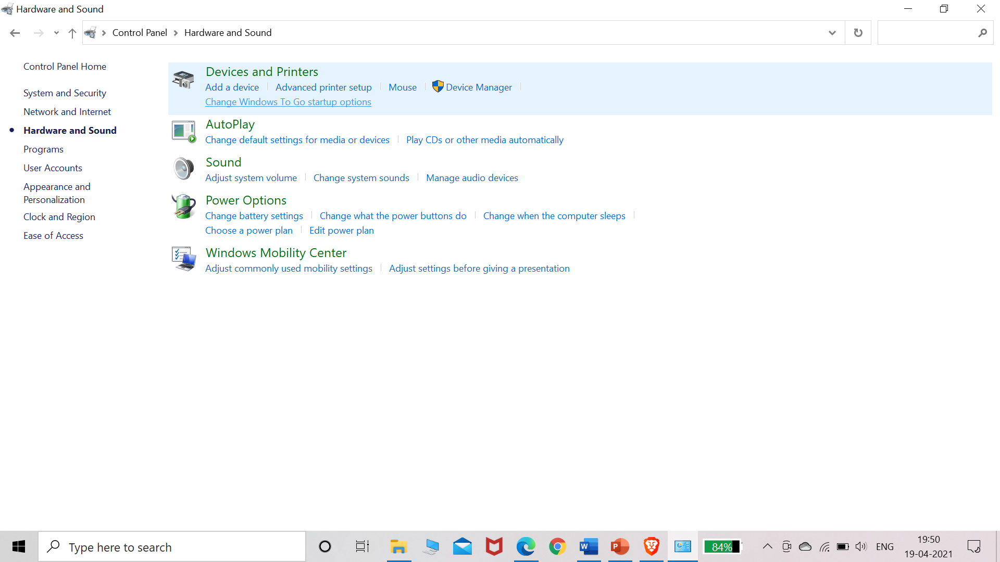 Hardware and Sound
Control Panel Hardware and Sound
Control Panel Home
System and Security
Network and Internet
Hardware and Sound
Programs
User Accounts
Appearance and
Personalization
Clock and Region
Ease of Access
Devices and Printers
Add a device Advanced printer setup Mouse Device Manager
Change Windows To Go startup options
AutoPlay
Change default settings for media or devices Play CDs or other media automatically
Sound
Adjust system volume Change system sounds Manage audio devices
Power Options
Change battery settings Change what the power buttons do Change when the computer sleeps
Choose a power plan Edit power plan
Windows Mobility Center
Adjust commonly used mobility settings Adjust settings before giving a presentation
Type here to search
W
P
84%
ENG
19:50
19-04-2021